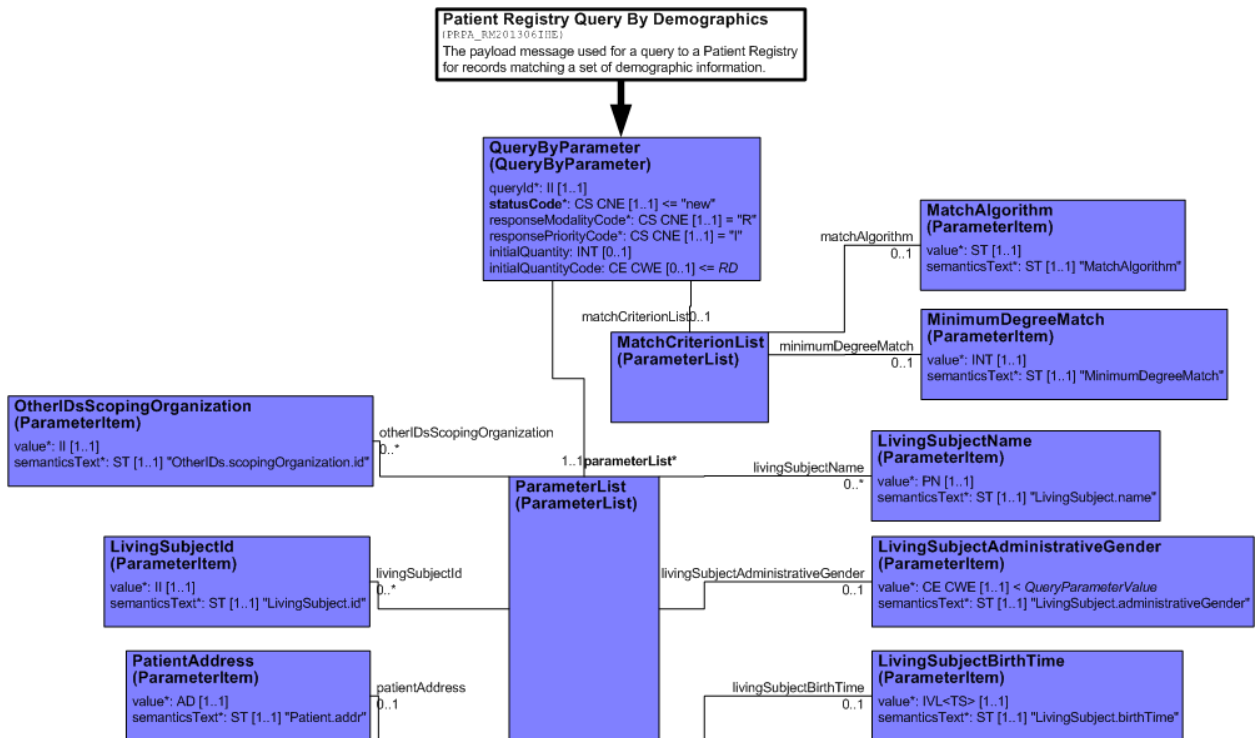 Patient Registry Query By Demographics
(PRPA_RM201306IHE)
The payload message used for a query to a Patient Registry
for records matching a set of demographic information.
QueryByParameter
(QueryByParameter)
queryId*: II [1..1]
statusCode*: CS CNE [1..1] <= "new"
responseModalityCode*: CS CNE [1..1] = "R"
responsePriorityCode*: CS CNE [1..1] = "I"
initialQuantity: INT [0..1]
initialQuantityCode: CE CWE [0..1] <= RD
matchAlgorithm
0..1
MatchAlgorithm
(ParameterItem)
value*: ST [1..1]
semanticsText*: ST [1..1] "MatchAlgorithm"
matchCriterionList0..1
MatchCriterionList
(ParameterList)
minimumDegreeMatch
0..1
MinimumDegreeMatch
(ParameterItem)
value*: INT [1..1]
semanticsText*: ST [1..1] "MinimumDegreeMatch"
OtherIDsScopingOrganization
(ParameterItem)
value*: II [1..1]
semanticsText*: ST [1..1] "OtherIDs.scopingOrganization.id"
otherIDsScopingOrganization
0..*
1..1parameterList*
ParameterList
(ParameterList)
livingSubjectName
0..*
LivingSubjectName
(ParameterItem)
value*: PN [1..1]
semanticsText*: ST [1..1] "LivingSubject.name"
LivingSubjectId
(ParameterItem)
value*: II [1..1]
semanticsText*: ST [1..1] "LivingSubject.id"
livingSubjectId
0..*
livingSubjectAdministrativeGender
0..1
LivingSubjectAdministrativeGender
(ParameterItem)
value*: CE CWE [1..1] < QueryParameterValue
semanticsText*: ST [1..1] "LivingSubject.administrativeGender"
PatientAddress
(ParameterItem)
value*: AD [1..1]
semanticsText*: ST [1..1] "Patient.addr"
patientAddress
0..1
livingSubjectBirthTime
0..1
LivingSubjectBirthTime
(ParameterItem)
value*: IVL<TS> [1..1]
semanticsText*: ST [1..1] "LivingSubject.birthTime"